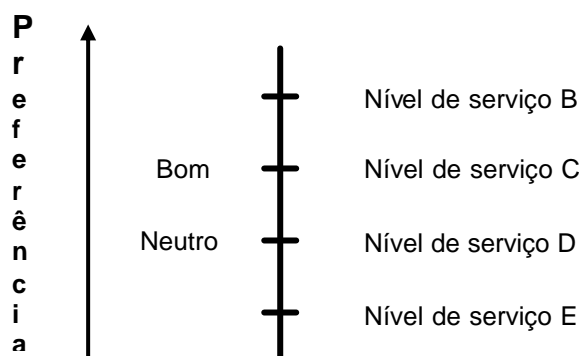 Preferência
Nível de serviço B
Bom
Nível de serviço C
Neutro
Nível de serviço D
Nível de serviço E